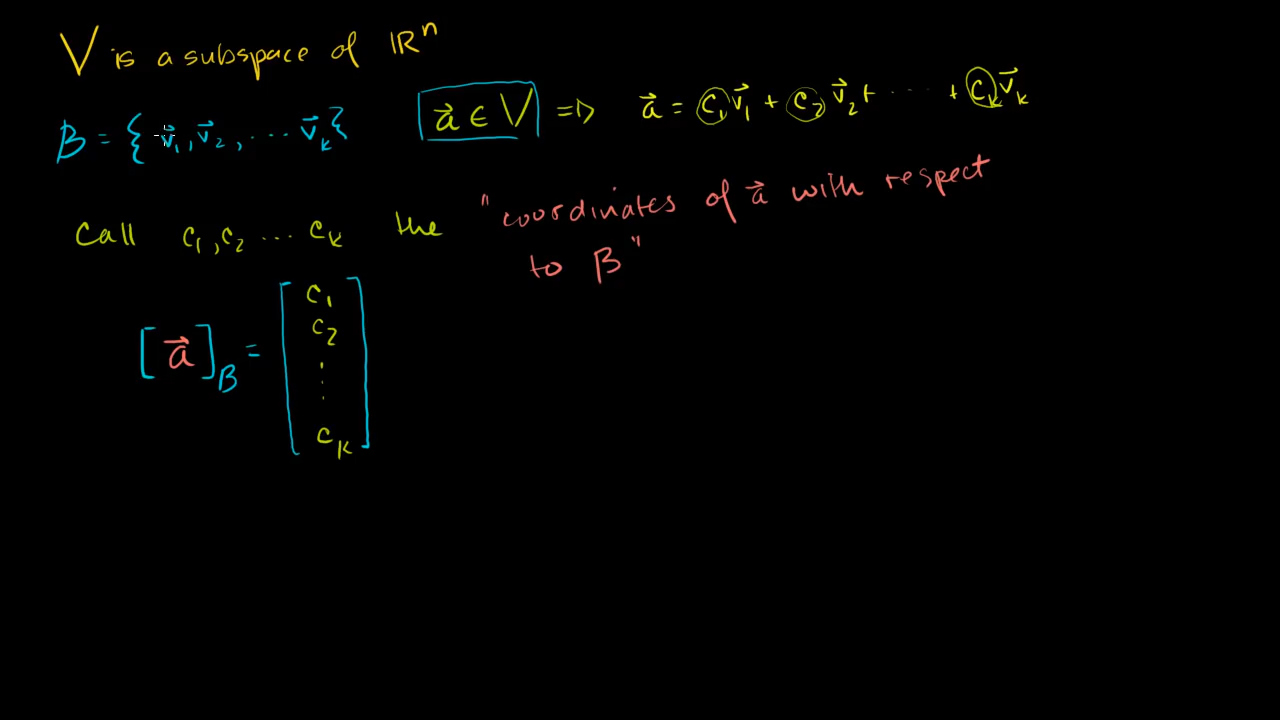 V is a subspace of ℝⁿ
B = { v⃗₁, v⃗₂, ... v⃗ₖ }    a⃗ ∈ V ⇒ a⃗ = c₁v⃗₁ + c₂v⃗₂ + ... + cₖv⃗ₖ
Call c₁, c₂ ... cₖ the "coordinates of a⃗ with respect
to B"
[a⃗]_B = [ c₁
c₂
⋮
cₖ ]